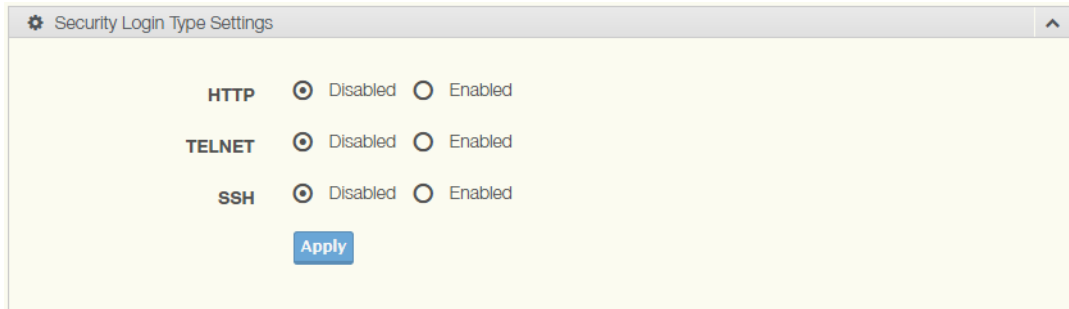 Security Login Type Settings
HTTP Disabled Enabled
TELNET Disabled Enabled
SSH Disabled Enabled
Apply